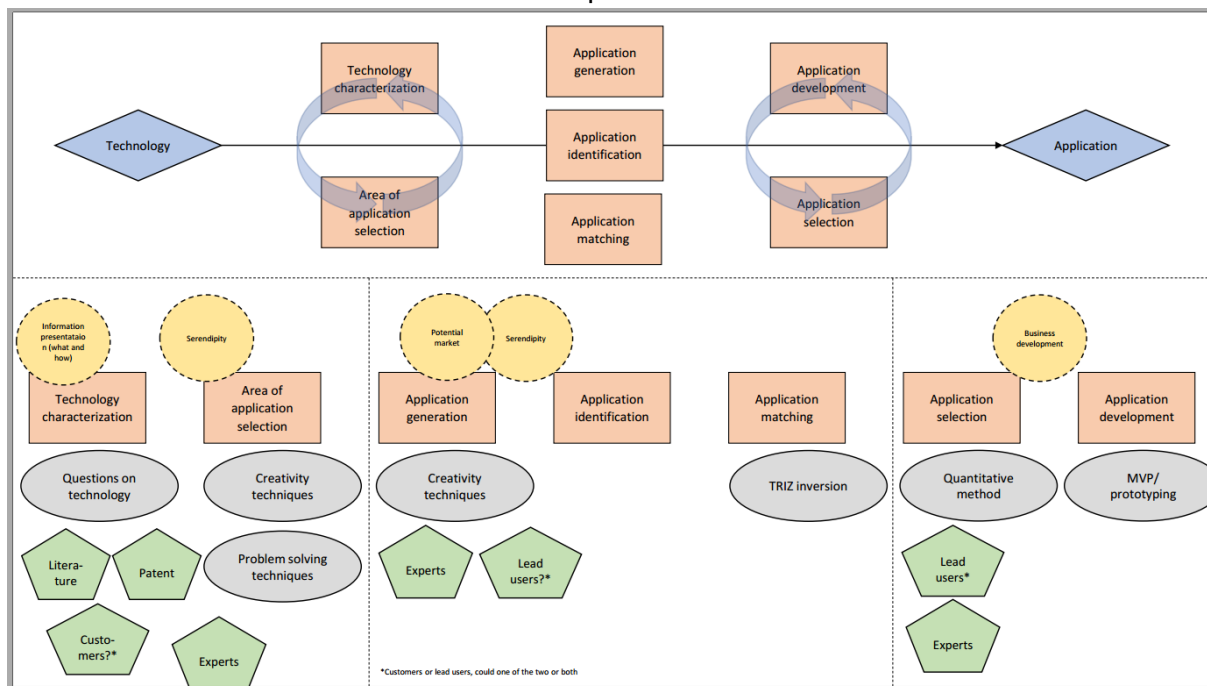 Technology
characterization
Application
generation
Application
development
Technology
Application
identification
Application
Area of
application
selection
Application
matching
Application
selection
Information
presentataio
n (what and
how)
Serendipity
Potential
market
Serendipity
Business
development
Technology
characterization
Area of
application
selection
Application
generation
Application
identification
Application
matching
Application
selection
Application
development
Questions on
technology
Creativity
techniques
Creativity
techniques
TRIZ inversion
Quantitative
method
MVP/
prototyping
Litera-
ture
Patent
Problem solving
techniques
Experts
Lead
users?*
Lead
users*
Custo-
mers?*
Experts
Experts
*Customers or lead users, could one of the two or both